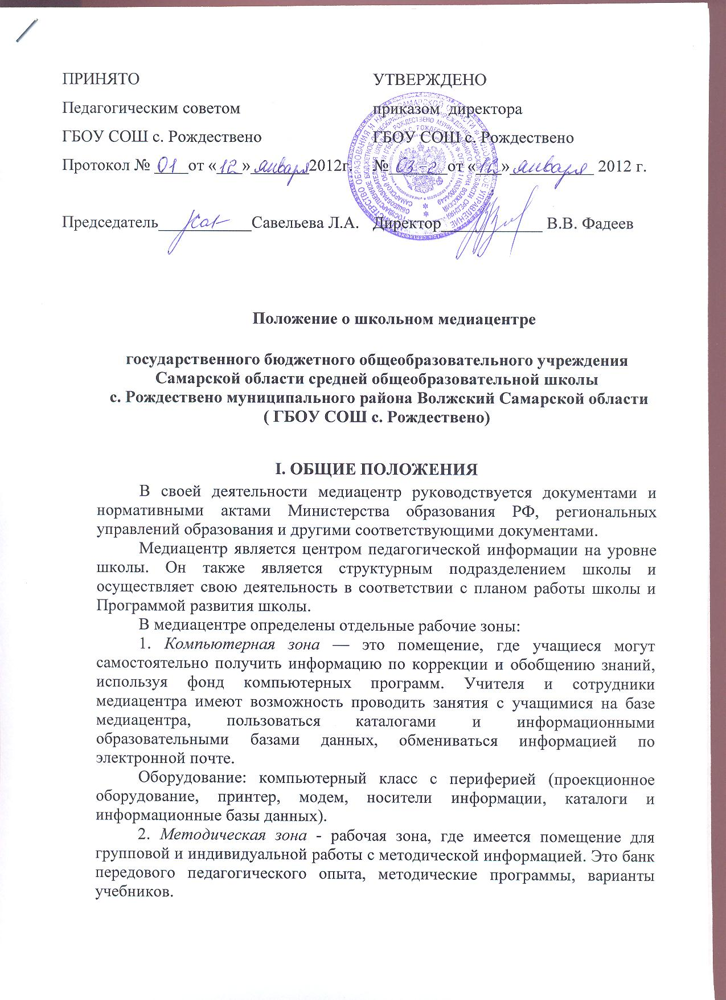 ПРИНЯТО
Педагогическим советом
ГБОУ СОШ с. Рождествено
Протокол № 01 от «12» января 2012г
Председатель____________Савельева Л.А.
УТВЕРЖДЕНО
приказом директора
ГБОУ СОШ с. Рождествено
№ 03-2 от «12» января 2012 г.
Директор____________ В.В. Фадеев
Положение о школьном медиацентре
государственного бюджетного общеобразовательного учреждения
Самарской области средней общеобразовательной школы
с. Рождествено муниципального района Волжский Самарской области
( ГБОУ СОШ с. Рождествено)
I. ОБЩИЕ ПОЛОЖЕНИЯ
В своей деятельности медиацентр руководствуется документами и
нормативными актами Министерства образования РФ, региональных
управлений образования и другими соответствующими документами.
Медиацентр является центром педагогической информации на уровне
школы. Он также является структурным подразделением школы и
осуществляет свою деятельность в соответствии с планом работы школы и
Программой развития школы.
В медиацентре определены отдельные рабочие зоны:
1. Компьютерная зона — это помещение, где учащиеся могут
самостоятельно получить информацию по коррекции и обобщению знаний,
используя фонд компьютерных программ. Учителя и сотрудники
медиацентра имеют возможность проводить занятия с учащимися на базе
медиацентра, пользоваться каталогами и информационными
образовательными базами данных, обмениваться информацией по
электронной почте.
Оборудование: компьютерный класс с периферией (проекционное
оборудование, принтер, модем, носители информации, каталоги и
информационные базы данных).
2. Методическая зона - рабочая зона, где имеется помещение для
групповой и индивидуальной работы с методической информацией. Это банк
передового педагогического опыта, методические программы, варианты
учебников.